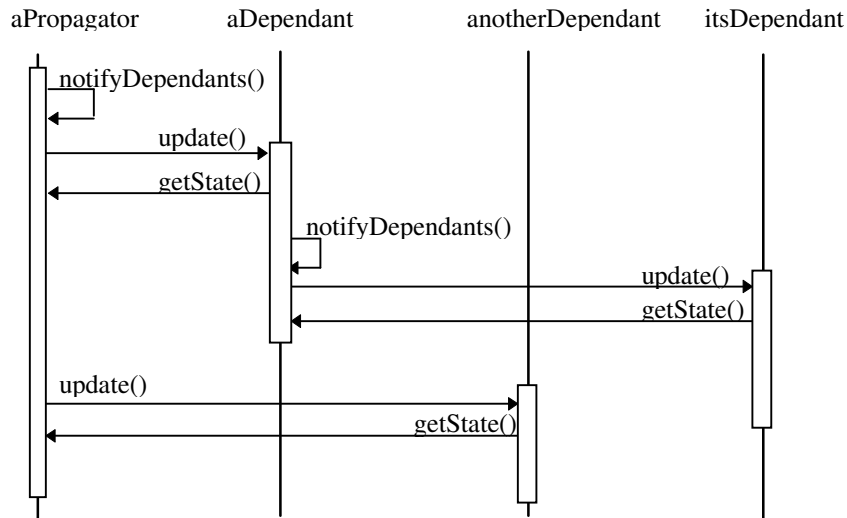 aPropagator
aDependant
anotherDependant
itsDependant
notifyDependants()
update()
getState()
notifyDependants()
update()
getState()
update()
getState()